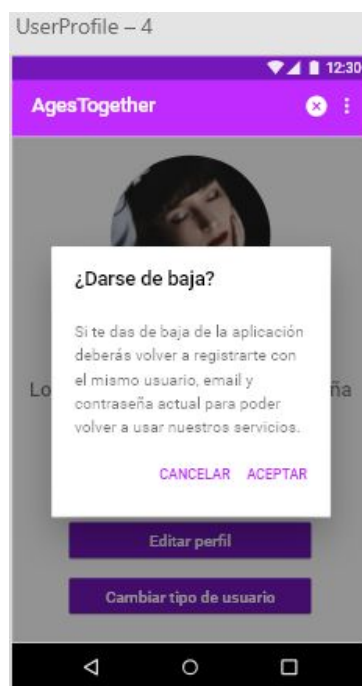 UserProfile – 4
12:30
AgesTogether
¿Darse de baja?
Si te das de baja de la aplicación
deberás volver a registrarte con
el mismo usuario, email y
contraseña actual para poder
volver a usar nuestros servicios.
Lo
ña
CANCELAR ACEPTAR
Editar perfil
Cambiar tipo de usuario